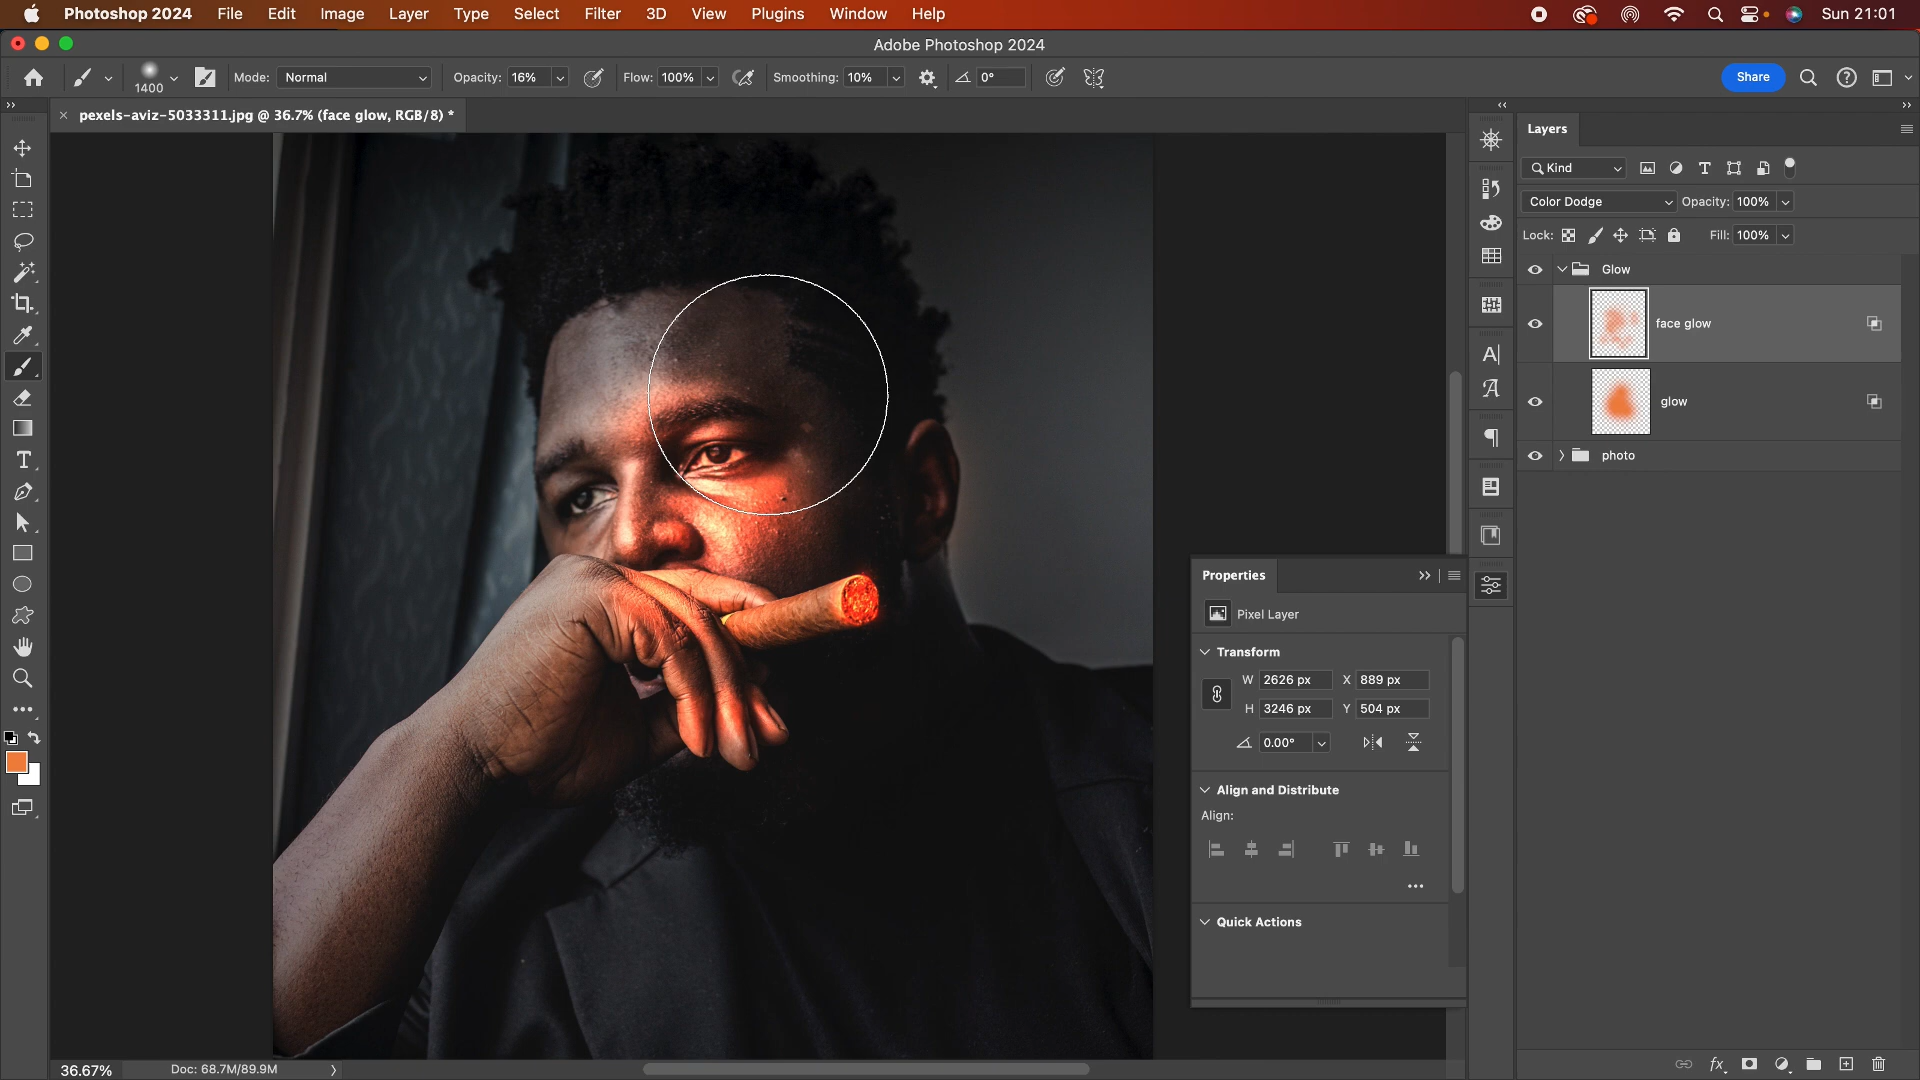 Photoshop 2024 File Edit Image Layer Type Select Filter 3D View Plugins Window Help Sun 21:01
Adobe Photoshop 2024
1400 Mode: Normal Opacity: 16% Flow: 100% Smoothing: 10% 0° Share
pexels-aviz-5033311.jpg @ 36.7% (face glow, RGB/8) *
Layers
Kind
Color Dodge Opacity: 100%
Lock: Fill: 100%
Glow
face glow
glow
photo
Properties
Pixel Layer
Transform
W 2626 px X 889 px
H 3246 px Y 504 px
0.00°
Align and Distribute
Align:
Quick Actions
36.67% Doc: 68.7M/89.9M